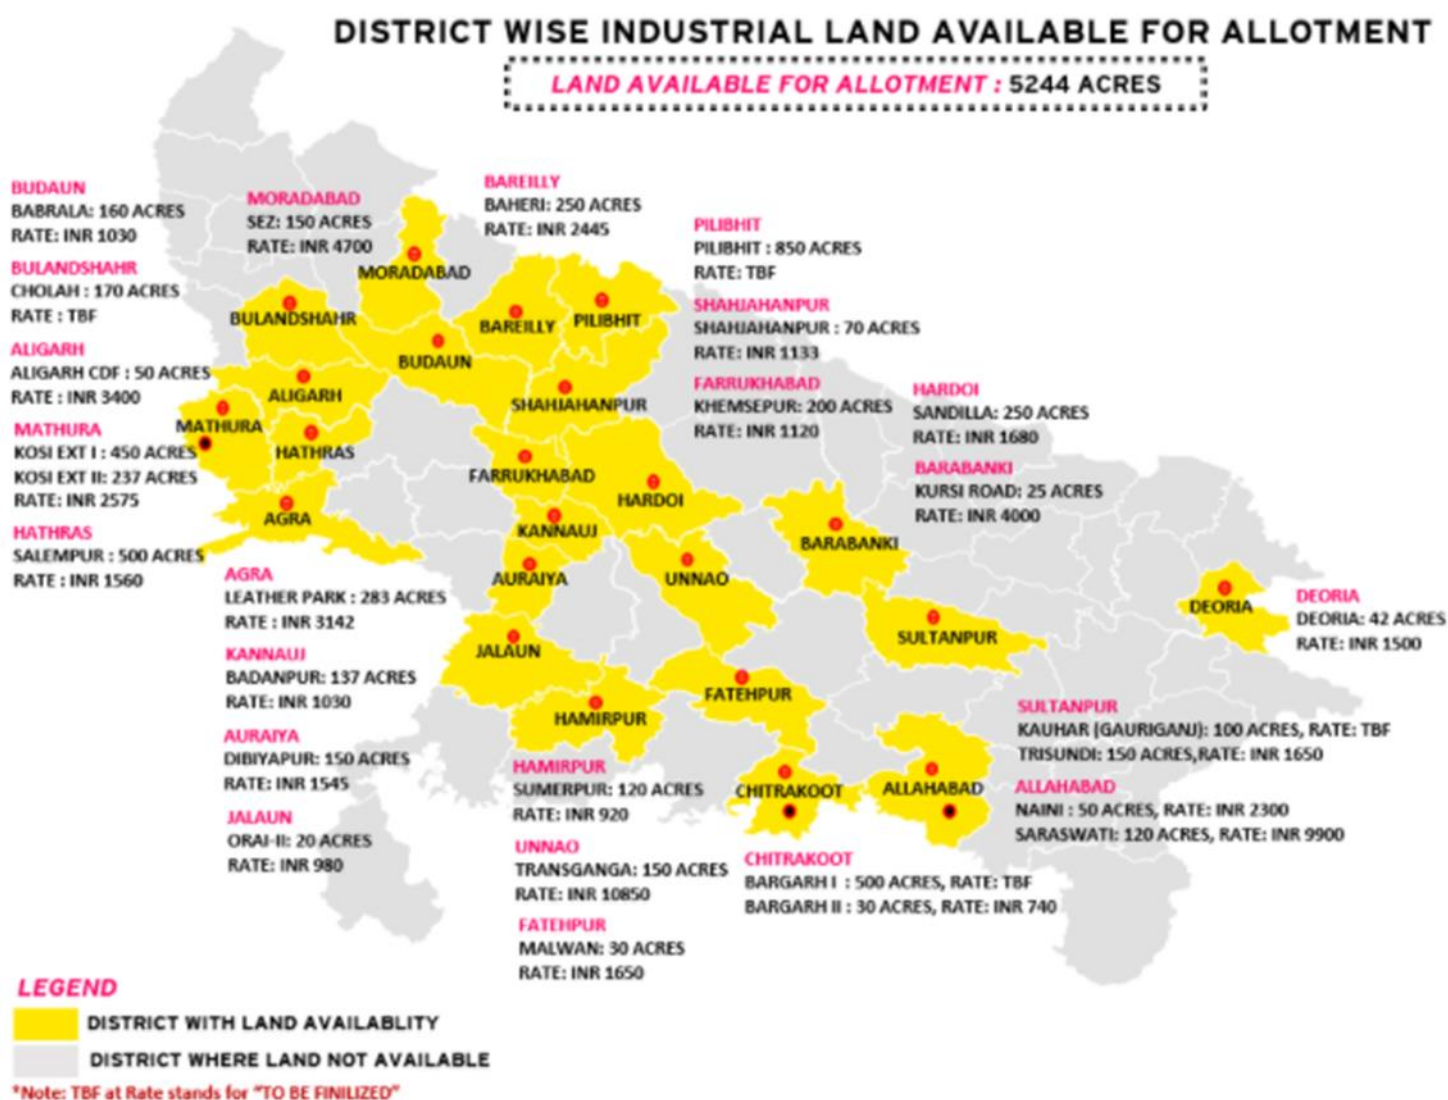 DISTRICT WISE INDUSTRIAL LAND AVAILABLE FOR ALLOTMENT
LAND AVAILABLE FOR ALLOTMENT : 5244 ACRES
BUDAUN
BABRALA: 160 ACRES
RATE: INR 1030
BULANDSHAHR
CHOLAH : 170 ACRES
RATE : TBF
ALIGARH
ALIGARH CDF : 50 ACRES
RATE : INR 3400
MATHURA
KOSI EXT I : 450 ACRES
KOSI EXT II: 237 ACRES
RATE: INR 2575
HATHRAS
SALEMPUR : 500 ACRES
RATE : INR 1560
MORADABAD
SEZ: 150 ACRES
RATE: INR 4700
BAREILLY
BAHERI: 250 ACRES
RATE: INR 2445
PILIBHIT
PILIBHIT : 850 ACRES
RATE: TBF
SHAHJAHANPUR
SHAHJAHANPUR : 70 ACRES
RATE: INR 1133
FARRUKHABAD
KHEMSEPUR: 200 ACRES
RATE: INR 1120
HARDOI
SANDILLA: 250 ACRES
RATE: INR 1680
BARABANKI
KURSI ROAD: 25 ACRES
RATE: INR 4000
MORADABAD
BULANDSHAHR
BAREILLY
PILIBHIT
BUDAUN
ALIGARH
SHAHJAHANPUR
MATHURA
HATHRAS
FARRUKHABAD
HARDOI
AGRA
KANNAUJ
BARABANKI
AURAIYA
UNNAO
DEORIA
SULTANPUR
JALAUN
FATEHPUR
HAMIRPUR
CHITRAKOOT
ALLAHABAD
AGRA
LEATHER PARK : 283 ACRES
RATE : INR 3142
KANNAUJ
BADANPUR: 137 ACRES
RATE: INR 1030
AURAIYA
DIBIYAPUR: 150 ACRES
RATE: INR 1545
JALAUN
ORAI-II: 20 ACRES
RATE: INR 980
HAMIRPUR
SUMERPUR: 120 ACRES
RATE: INR 920
UNNAO
TRANSGANGA: 150 ACRES
RATE: INR 10850
FATEHPUR
MALWAN: 30 ACRES
RATE: INR 1650
CHITRAKOOT
BARGARH I : 500 ACRES, RATE: TBF
BARGARH II : 30 ACRES, RATE: INR 740
DEORIA
DEORIA: 42 ACRES
RATE: INR 1500
SULTANPUR
KAUHAR (GAURIGANJ): 100 ACRES, RATE: TBF
TRISUNDI: 150 ACRES,RATE: INR 1650
ALLAHABAD
NAINI : 50 ACRES, RATE: INR 2300
SARASWATI: 120 ACRES, RATE: INR 9900
LEGEND
DISTRICT WITH LAND AVAILABLITY
DISTRICT WHERE LAND NOT AVAILABLE
*Note: TBF at Rate stands for "TO BE FINILIZED"